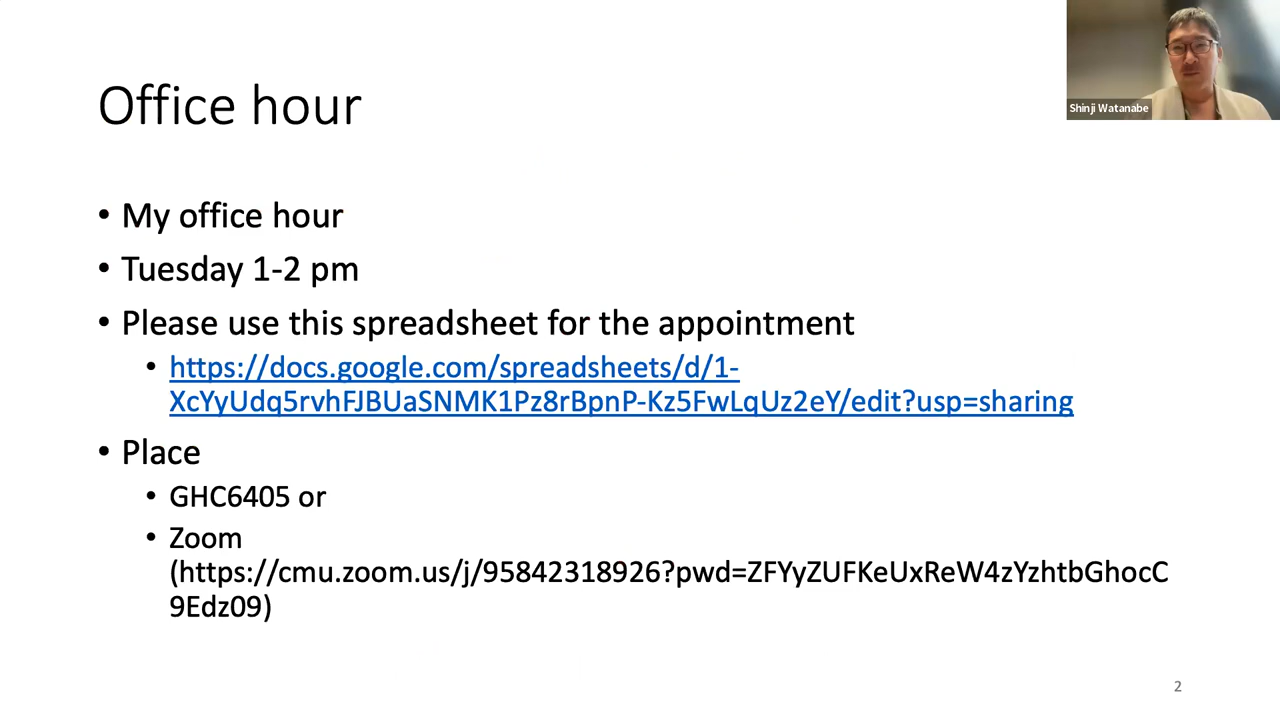 Shinji Watanabe
Office hour
• My office hour
• Tuesday 1-2 pm
• Please use this spreadsheet for the appointment
• https://docs.google.com/spreadsheets/d/1-
XcYyUdq5rvhFJBUaSNMK1Pz8rBpnP-Kz5FwLqUz2eY/edit?usp=sharing
• Place
• GHC6405 or
• Zoom
(https://cmu.zoom.us/j/95842318926?pwd=ZFYyZUFKeUxReW4zYzhtbGhocC
9Edz09)
2